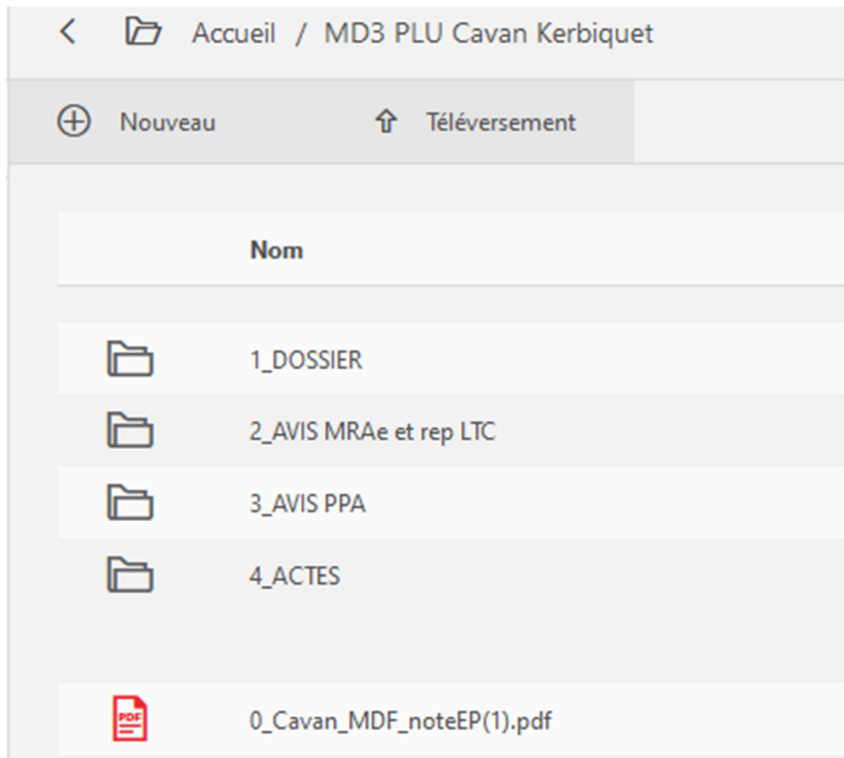 Accueil / MD3 PLU Cavan Kerbiquet
Nouveau Téléversement
Nom
1_DOSSIER
2_AVIS MRAe et rep LTC
3_AVIS PPA
4_ACTES
PDF 0_Cavan_MDF_noteEP(1).pdf